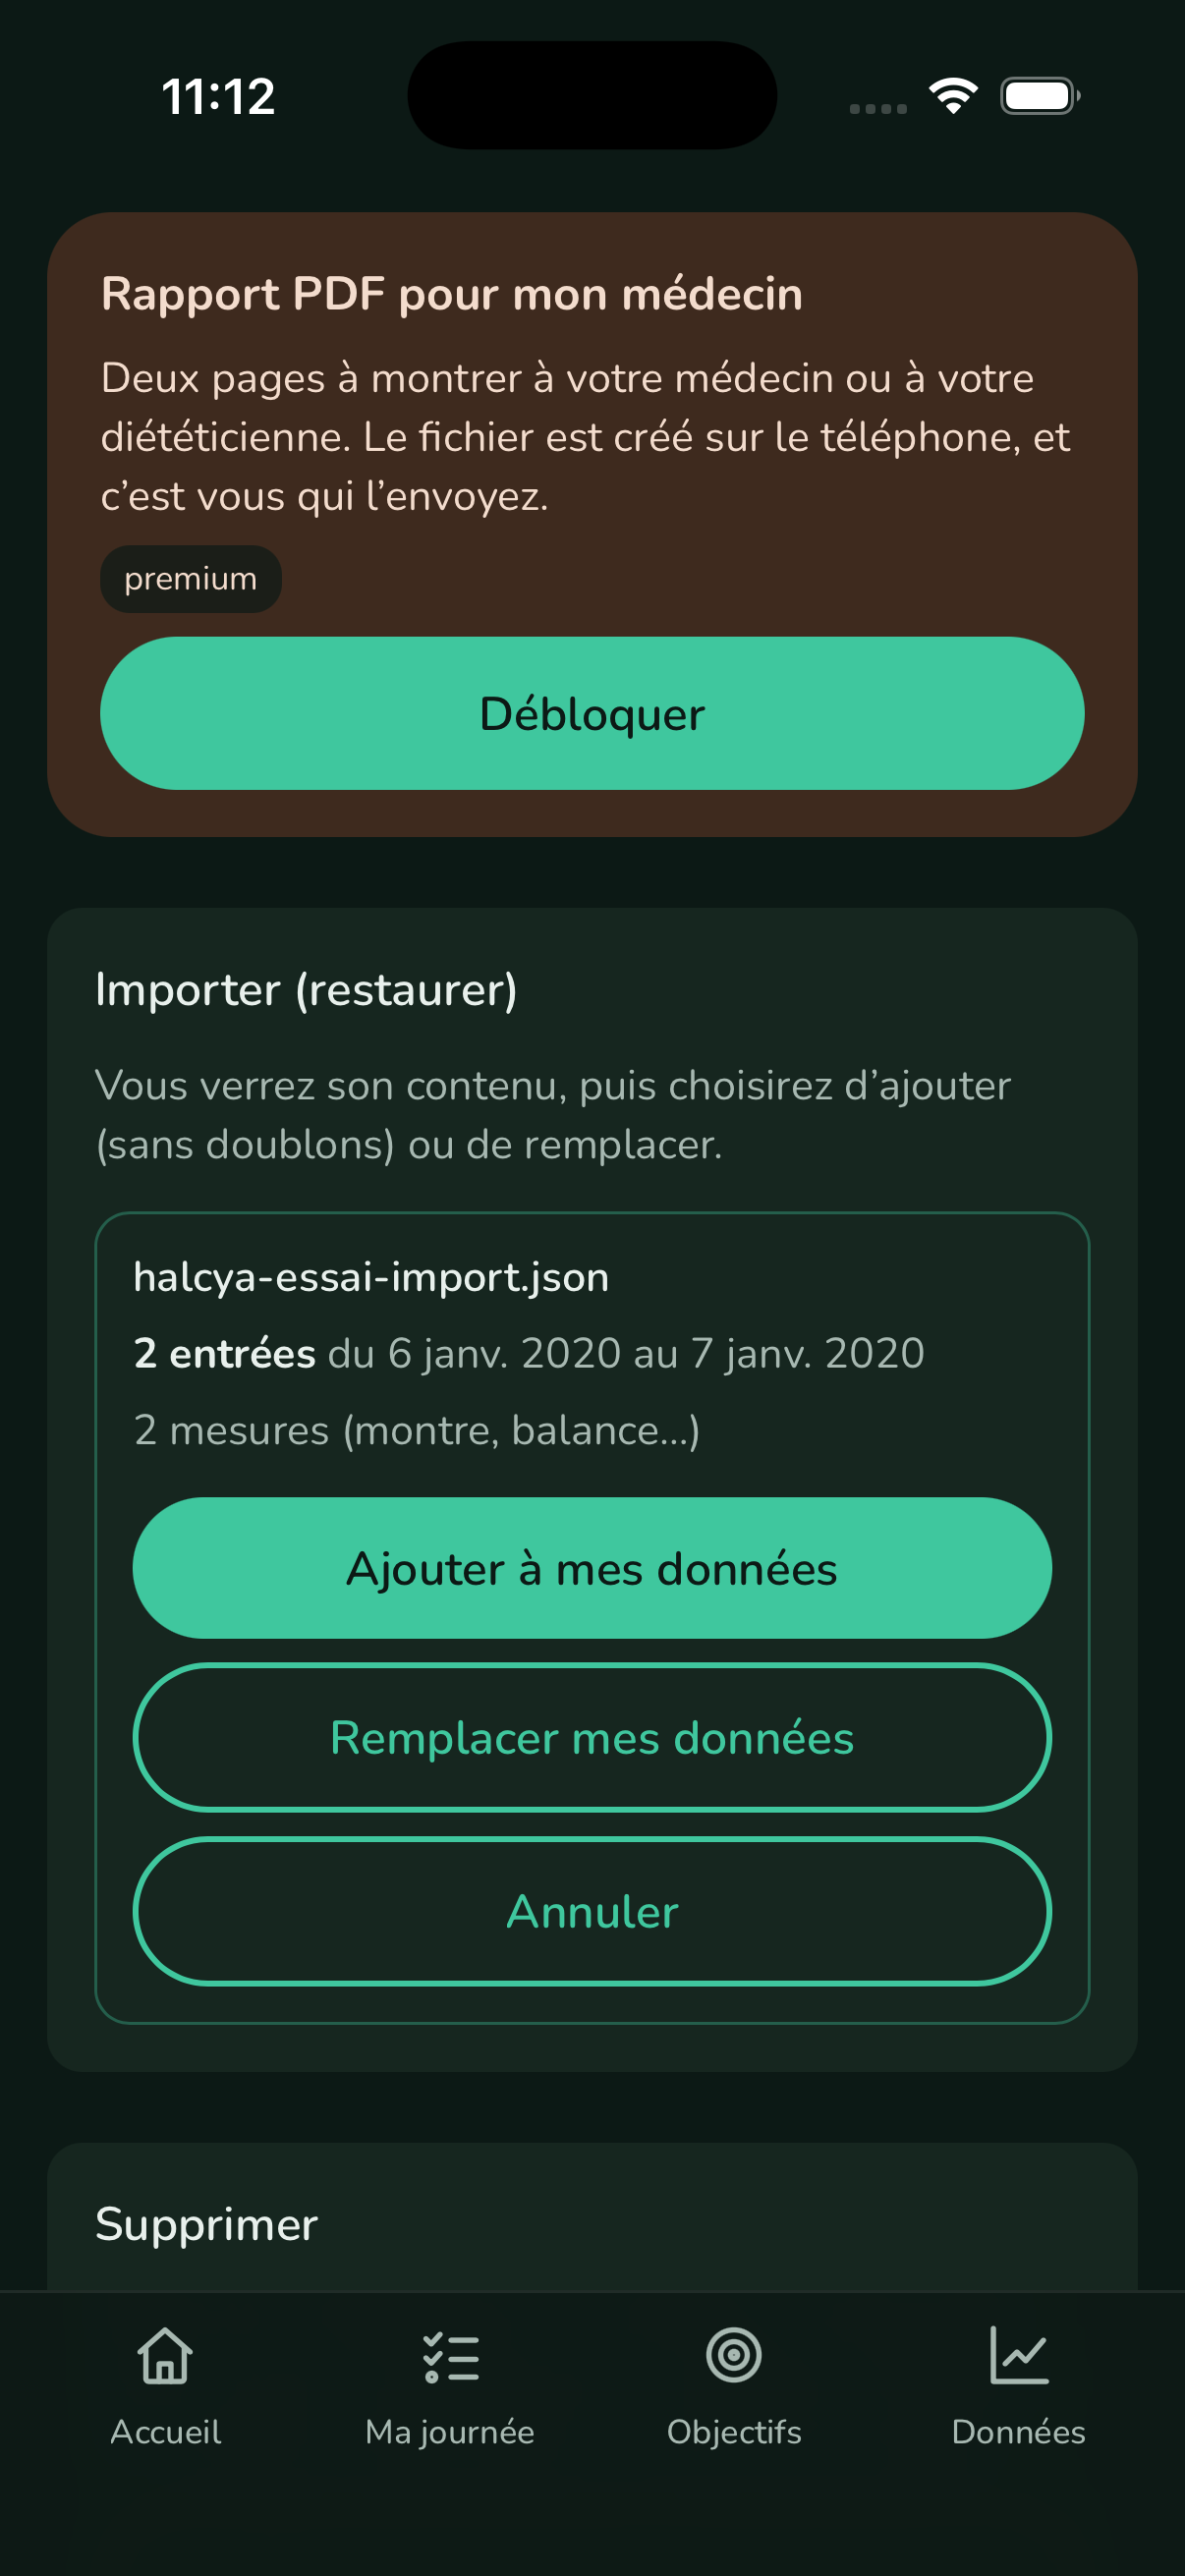 11:12
Rapport PDF pour mon médecin
Deux pages à montrer à votre médecin ou à votre
diététicienne. Le fichier est créé sur le téléphone, et
c’est vous qui l’envoyez.
premium
Débloquer
Importer (restaurer)
Vous verrez son contenu, puis choisirez d’ajouter
(sans doublons) ou de remplacer.
halcya-essai-import.json
2 entrées du 6 janv. 2020 au 7 janv. 2020
2 mesures (montre, balance…)
Ajouter à mes données
Remplacer mes données
Annuler
Supprimer
Accueil
Ma journée
Objectifs
Données